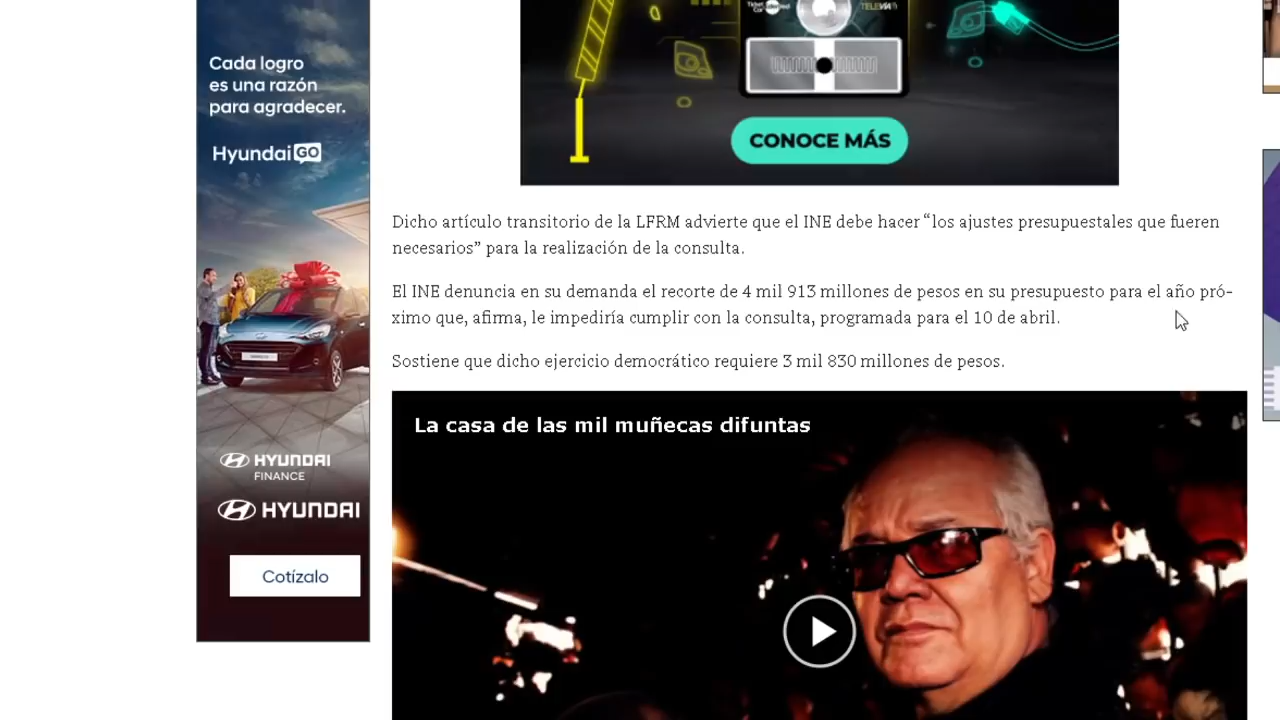 Cada logro
es una razón
para agradecer.
Hyundai GO
HYUNDAI
FINANCE
HYUNDAI
Cotízalo
TELEVIA
CONOCE MÁS
Dicho artículo transitorio de la LFRM advierte que el INE debe hacer “los ajustes presupuestales que fueren
necesarios” para la realización de la consulta.
El INE denuncia en su demanda el recorte de 4 mil 913 millones de pesos en su presupuesto para el año pró-
ximo que, afirma, le impediría cumplir con la consulta, programada para el 10 de abril.
Sostiene que dicho ejercicio democrático requiere 3 mil 830 millones de pesos.
La casa de las mil muñecas difuntas